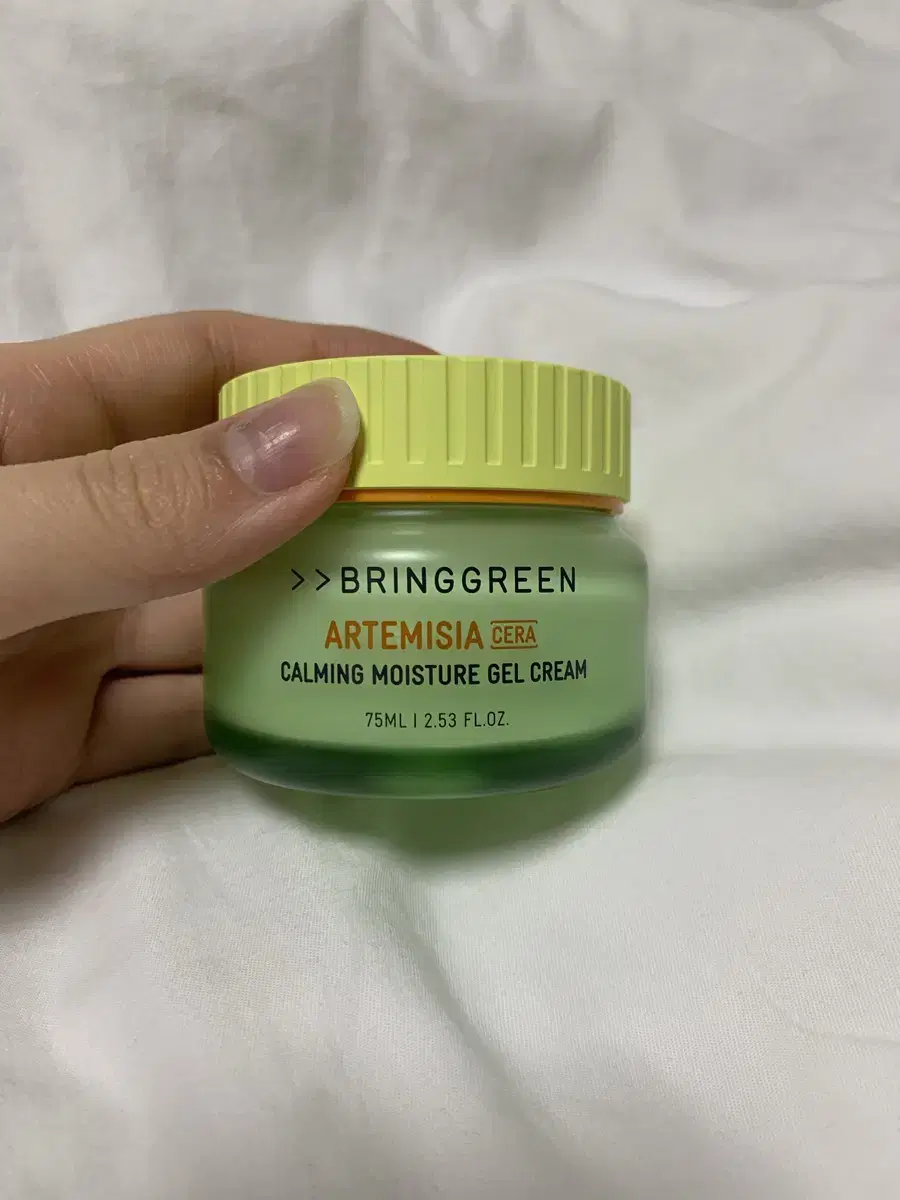 >>BRINGGREEN
ARTEMISIA CERA
CALMING MOISTURE GEL CREAM
75ML | 2.53 FL.OZ.